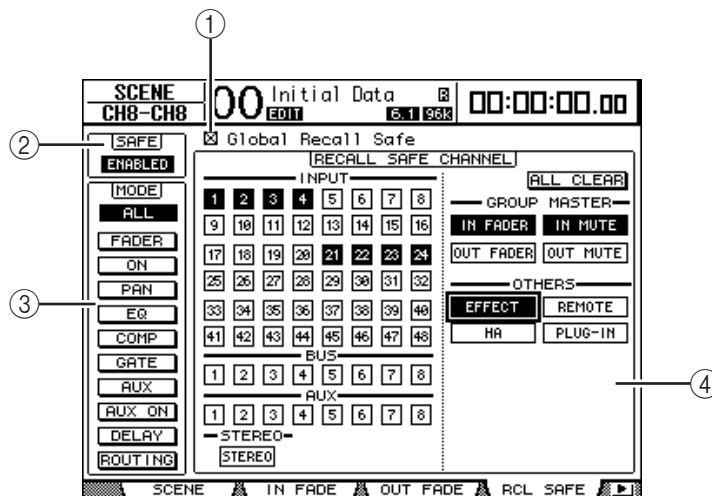 ①
SCENE
CH8-CH8
00 Initial Data R
EDIT 6.1 96K
00:00:00.00
② SAFE
ENABLED
Global Recall Safe
RECALL SAFE CHANNEL
③ MODE
ALL
FADER
ON
PAN
EQ
COMP
GATE
AUX
AUX ON
DELAY
ROUTING
INPUT
1 2 3 4 5 6 7 8
9 10 11 12 13 14 15 16
17 18 19 20 21 22 23 24
25 26 27 28 29 30 31 32
33 34 35 36 37 38 39 40
41 42 43 44 45 46 47 48
BUS
1 2 3 4 5 6 7 8
AUX
1 2 3 4 5 6 7 8
STEREO
STEREO
ALL CLEAR
GROUP MASTER
IN FADER IN MUTE
OUT FADER OUT MUTE
OTHERS
EFFECT REMOTE
HA PLUG-IN
④
SCENE IN FADE OUT FADE RCL SAFE